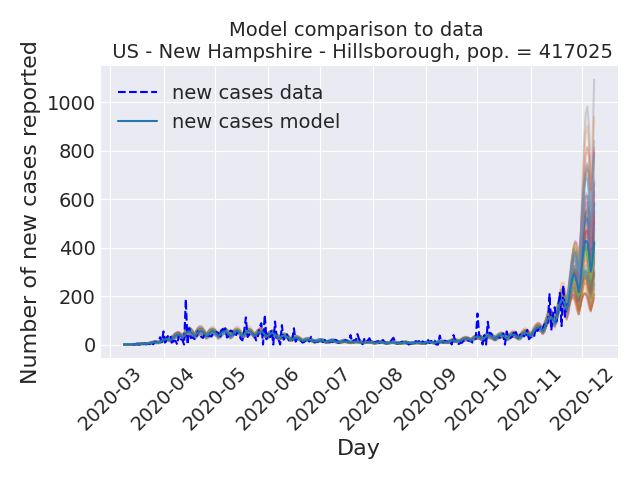 Model comparison to data
US - New Hampshire - Hillsborough, pop. = 417025
Number of new cases reported
1000
800
600
400
200
0
new cases data
new cases model
2020-03
2020-04
2020-05
2020-06
2020-07
2020-08
2020-09
2020-10
2020-11
2020-12
Day